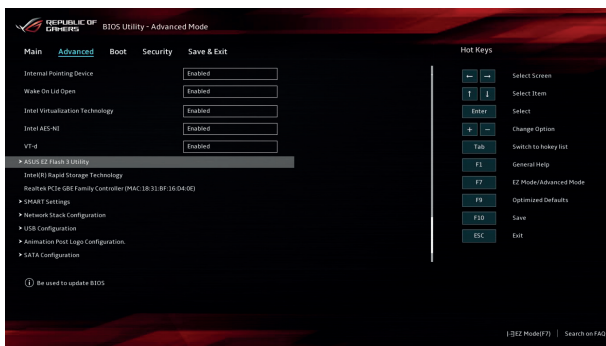 REPUBLIC OF
GAMERS
BIOS Utility - Advanced Mode
Main Advanced Boot Security Save & Exit
Hot Keys
Internal Pointing Device Enabled
Wake On Lid Open Enabled
Intel Virtualization Technology Enabled
Intel AES-NI Enabled
VT-d Enabled
> ASUS EZ Flash 3 Utility
Intel(R) Rapid Storage Technology
Realtek PCIe GBE Family Controller (MAC:18:31:BF:16:D4:0E)
> SMART Settings
> Network Stack Configuration
> USB Configuration
> Animation Post Logo Configuration.
> SATA Configuration
← → Select Screen
↑ ↓ Select Item
Enter Select
+ − Change Option
Tab Switch to hokey list
F1 General Help
F7 EZ Mode/Advanced Mode
F9 Optimized Defaults
F10 Save
ESC Exit
i Be used to update BIOS
EZ Mode(F7) | Search on FAQ